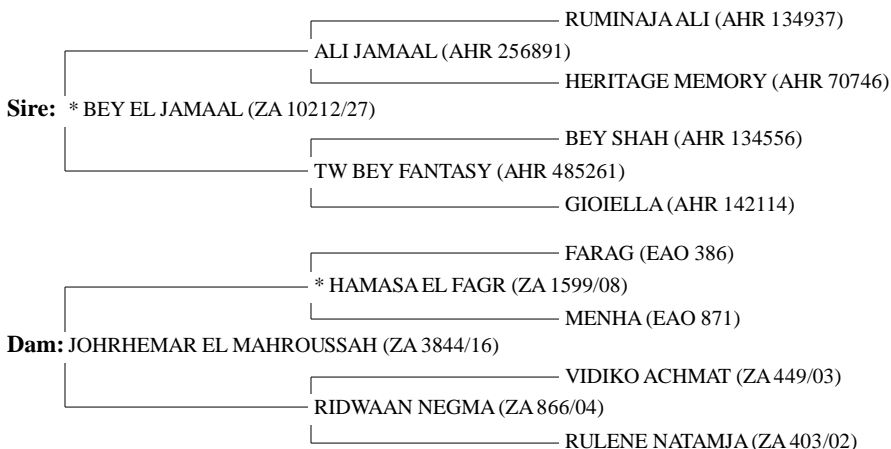 RUMINAJA ALI (AHR 134937)
ALI JAMAAL (AHR 256891)
HERITAGE MEMORY (AHR 70746)
Sire: * BEY EL JAMAAL (ZA 10212/27)
BEY SHAH (AHR 134556)
TW BEY FANTASY (AHR 485261)
GIOIELLA (AHR 142114)
FARAG (EAO 386)
* HAMASA EL FAGR (ZA 1599/08)
MENHA (EAO 871)
Dam: JOHRHEMAR EL MAHROUSSAH (ZA 3844/16)
VIDIKO ACHMAT (ZA 449/03)
RIDWAAN NEGMA (ZA 866/04)
RULENE NATAMJA (ZA 403/02)